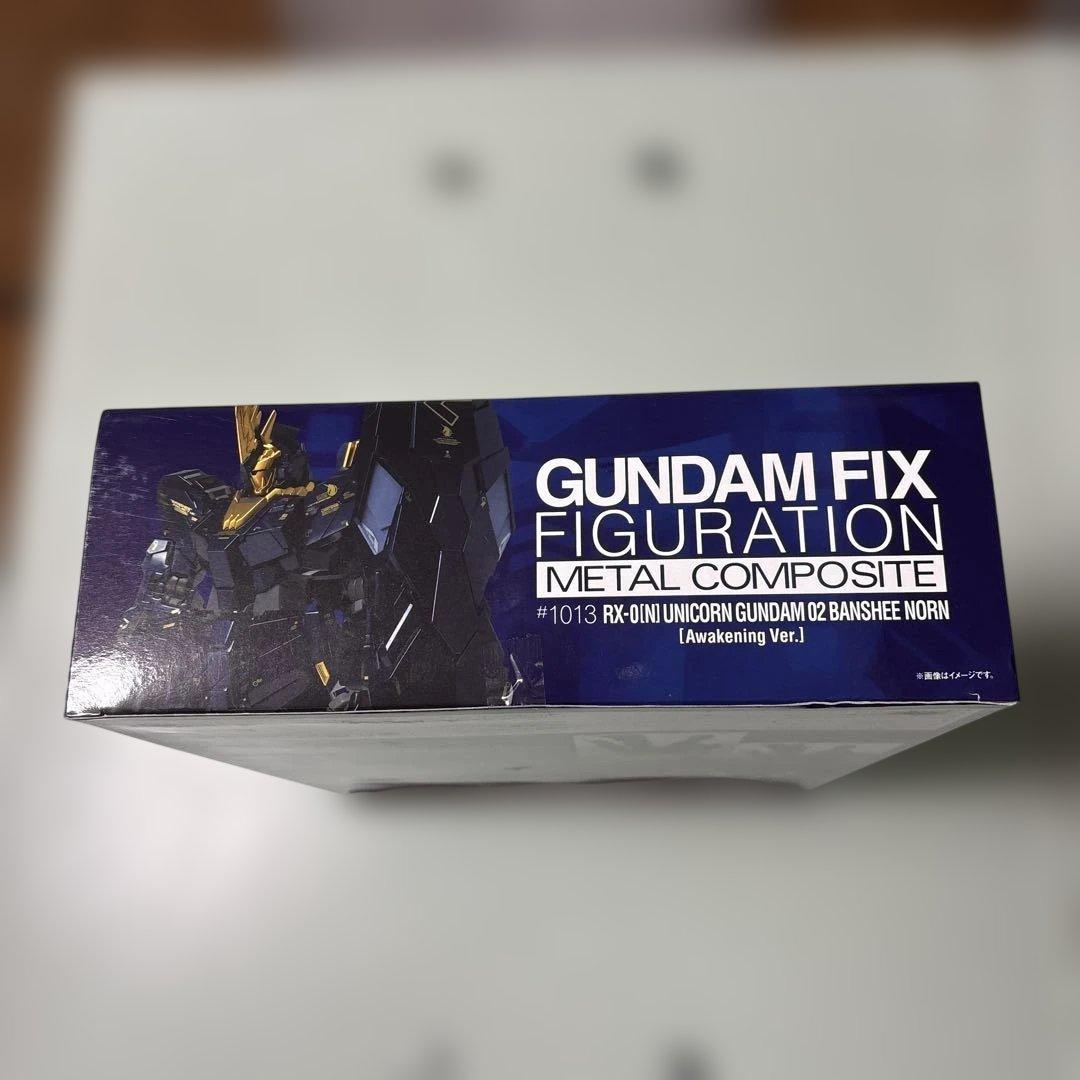 GUNDAM FIX
FIGURATION
METAL COMPOSITE
#1013 RX-0[N] UNICORN GUNDAM 02 BANSHEE NORN
[Awakening Ver.]
※画像はイメージです。